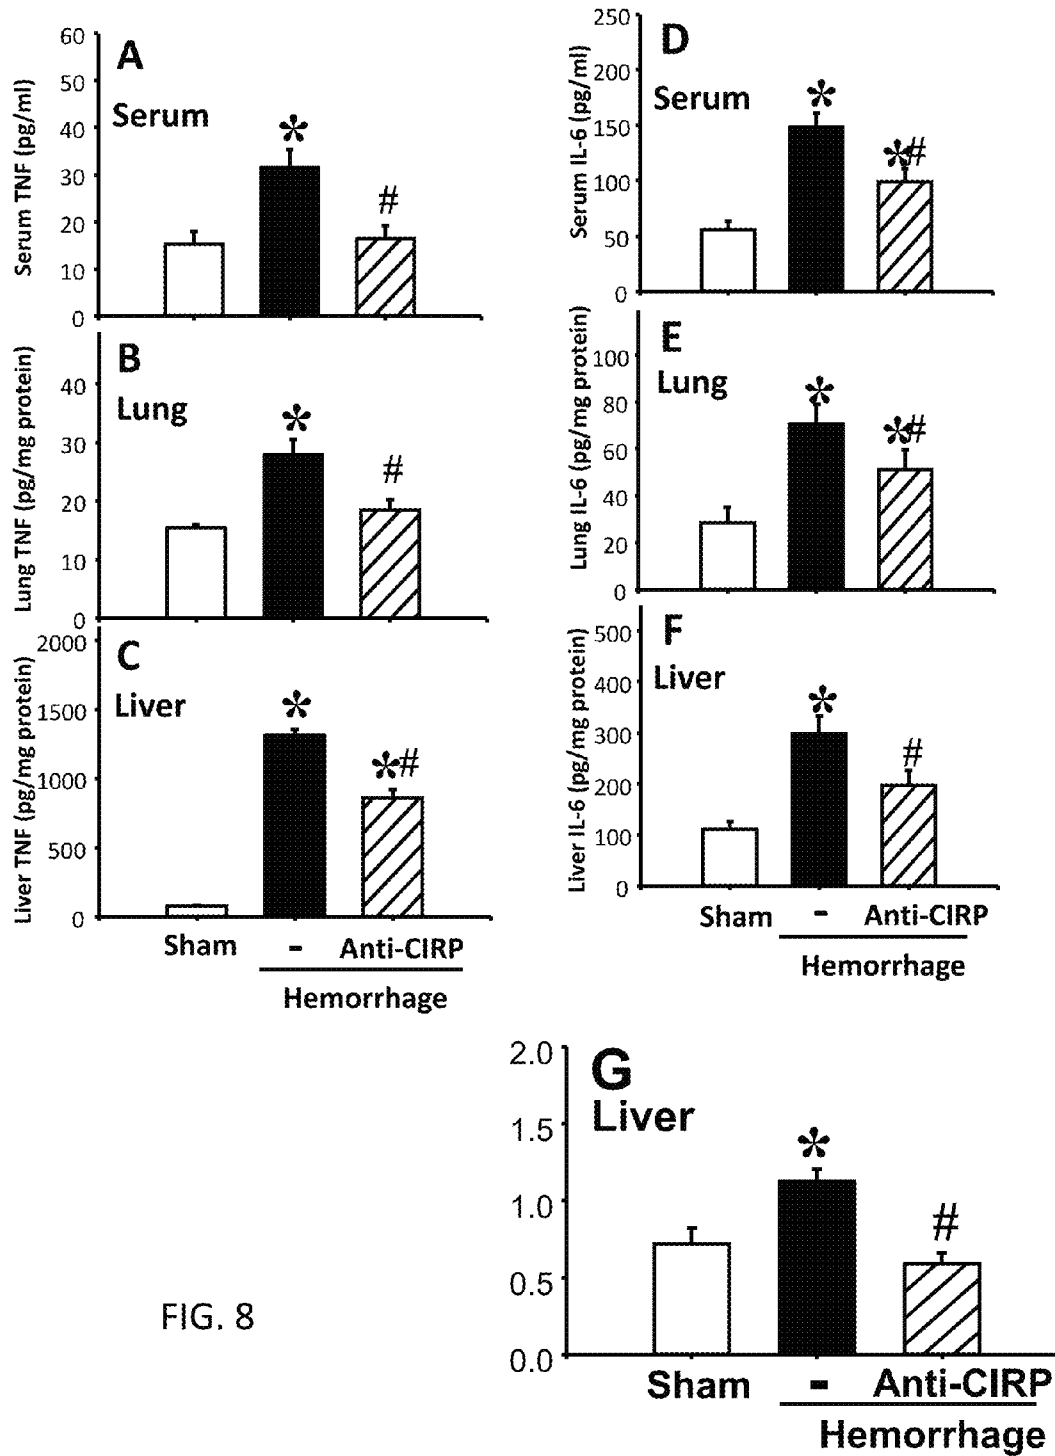 A
Serum
Serum TNF (pg/ml)
60
50
40
30
20
10
0
*
#
B
Lung
Lung TNF (pg/mg protein)
40
30
20
10
0
*
#
C
Liver
Liver TNF (pg/mg protein)
2000
1500
1000
500
0
*
*#
Sham - Anti-CIRP
Hemorrhage
D
Serum
Serum IL-6 (pg/ml)
250
200
150
100
50
0
*
*#
E
Lung
Lung IL-6 (pg/mg protein)
100
80
60
40
20
0
*
*#
F
Liver
Liver IL-6 (pg/mg protein)
500
400
300
200
100
0
*
#
Sham - Anti-CIRP
Hemorrhage
G
Liver
2.0
1.5
1.0
0.5
0.0
*
#
Sham - Anti-CIRP
Hemorrhage
FIG. 8